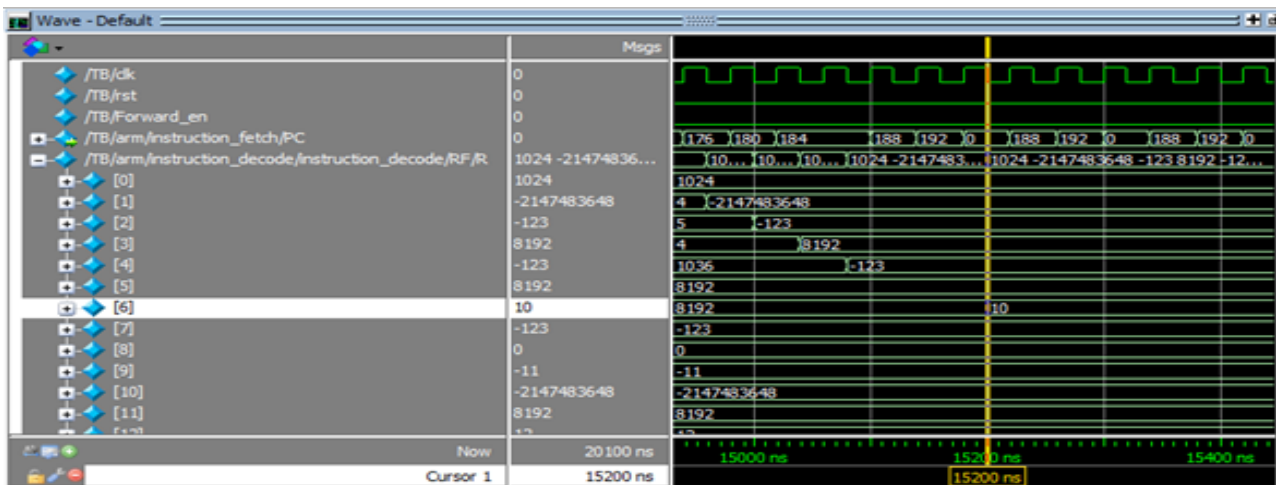 Wave - Default
Msgs
/TB/clk 0
/TB/rst 0
/TB/Forward_en 0
/TB/arm/instruction_fetch/PC 0 176 180 184 188 192 0 188 192 0 188 192 0
/TB/arm/instruction_decode/instruction_decode/RF/R 1024 -21474836... 10... 10... 10... 1024 -2147483... 1024 -2147483648 -123 8192 -12...
[0] 1024 1024
[1] -2147483648 4 -2147483648
[2] -123 5 -123
[3] 8192 4 8192
[4] -123 1036 -123
[5] 8192 8192
[6] 10 8192 10
[7] -123 -123
[8] 0 0
[9] -11 -11
[10] -2147483648 -2147483648
[11] 8192 8192
Now 20100 ns 15000 ns 15200 ns 15400 ns
Cursor 1 15200 ns 15200 ns